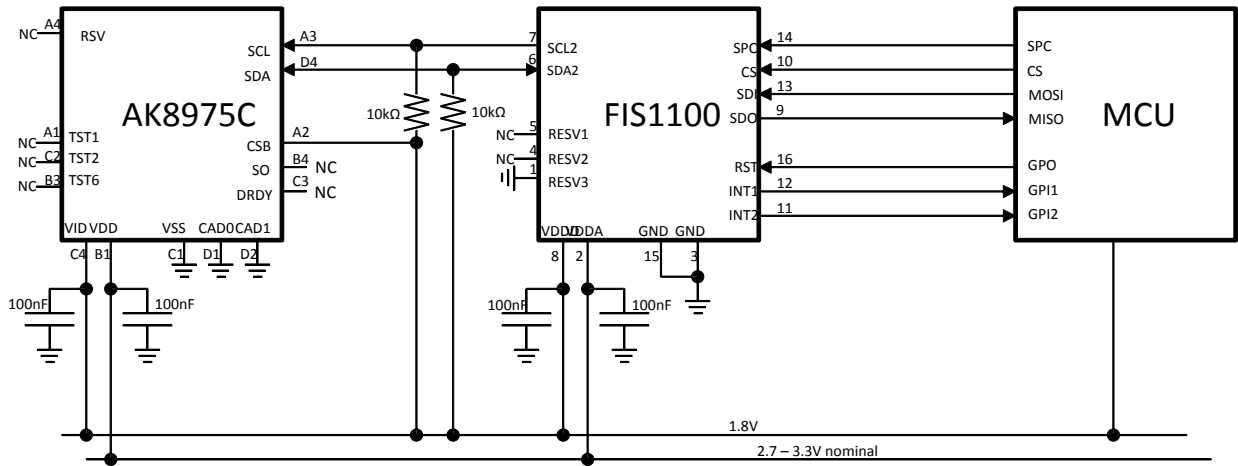 NC A4 RSV
SCL A3
SDA D4
AK8975C
NC A1 TST1
NC C2 TST2
NC B3 TST6
CSB A2
SO B4 NC
DRDY C3 NC
VID VDD VSS CAD0 CAD1
C4 B1 C1 D1 D2
100nF 100nF
10kΩ 10kΩ
7 SCL2
6 SDA2
FIS1100
NC 5 RESV1
NC 4 RESV2
1 RESV3
SPC 14
CS 10
SDI 13
SDO 9
RST 16
INT1 12
INT2 11
VDDD VDDA GND GND
8 2 15 3
100nF 100nF
SPC
CS
MOSI
MISO
MCU
GPO
GPI1
GPI2
1.8V
2.7 – 3.3V nominal